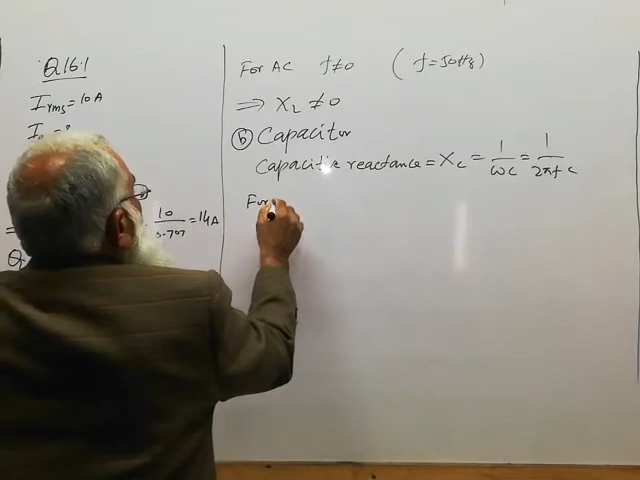 Q16.1
Irms = 10 A
10/0.707 = 14A
Q
For AC f≠0 (f=50Hz)
⇒ XL ≠ 0
(b) Capacitor
Capacitive reactance = Xc = 1/ωC = 1/2πfC
For